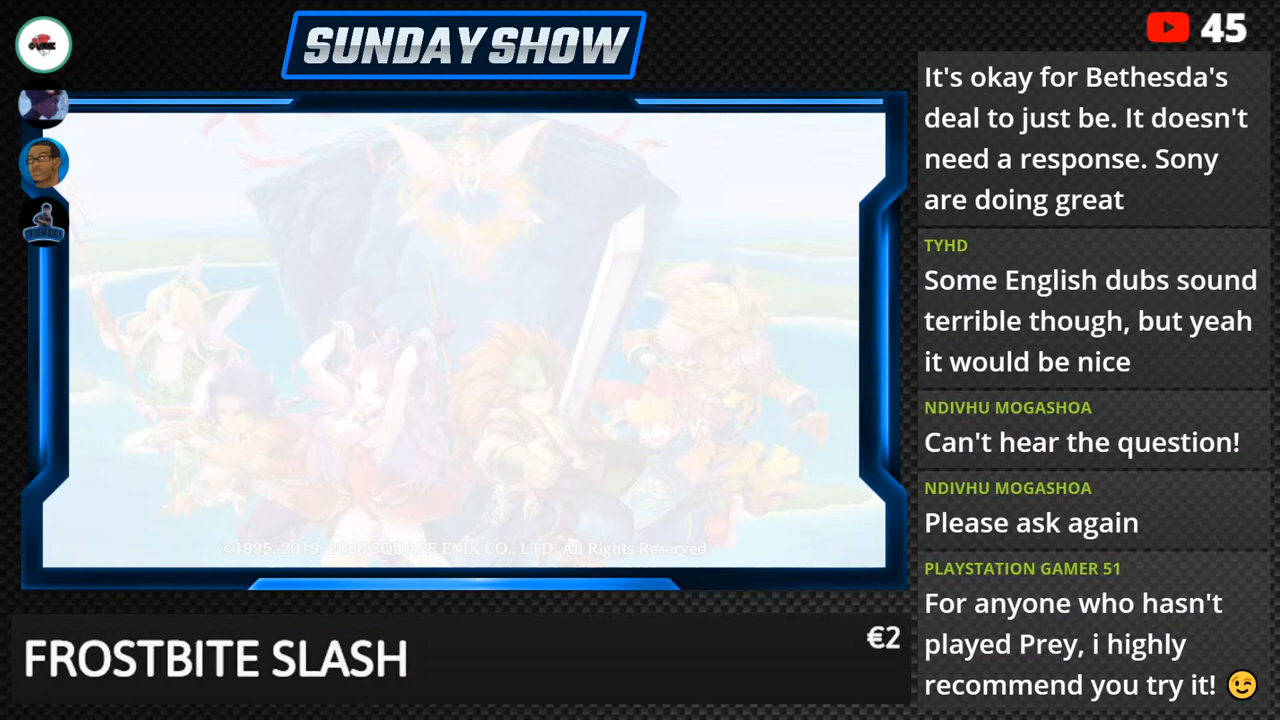 SUNDAY SHOW
45
It's okay for Bethesda's
deal to just be. It doesn't
need a response. Sony
are doing great
TYHD
Some English dubs sound
terrible though, but yeah
it would be nice
NDIVHU MOGASHOA
Can't hear the question!
NDIVHU MOGASHOA
Please ask again
PLAYSTATION GAMER 51
For anyone who hasn't
played Prey, i highly
recommend you try it! 😉
©1995, 2019, 2020 SQUARE ENIX CO., LTD. All Rights Reserved.
FROSTBITE SLASH
€2